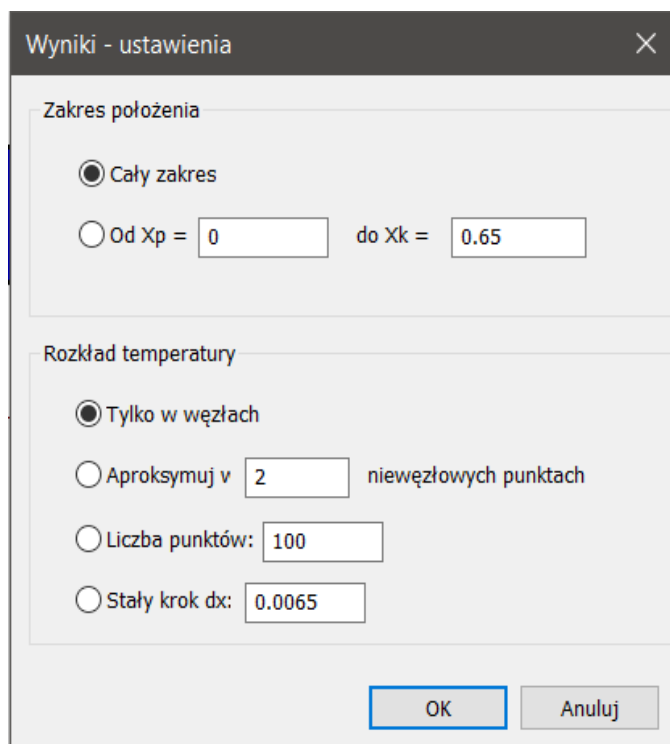 Wyniki - ustawienia
Zakres położenia
Cały zakres
Od Xp = 0 do Xk = 0.65
Rozkład temperatury
Tylko w węzłach
Aproksymuj v 2 niewęzłowych punktach
Liczba punktów: 100
Stały krok dx: 0.0065
OK Anuluj